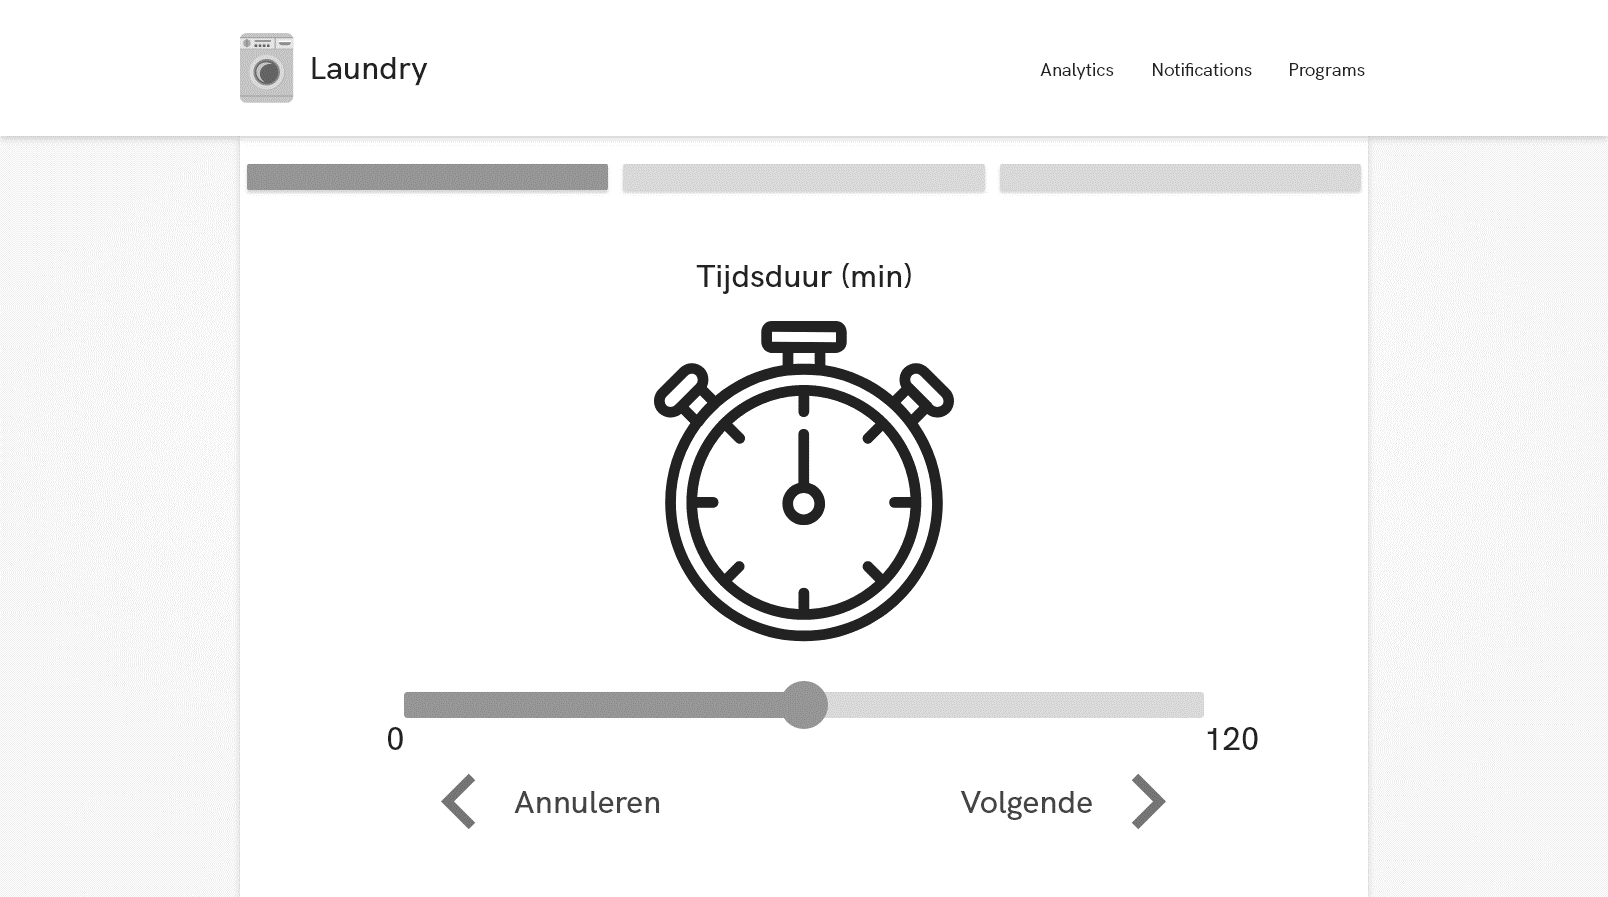 Laundry
Analytics Notifications Programs
Tijdsduur (min)
0 120
Annuleren Volgende